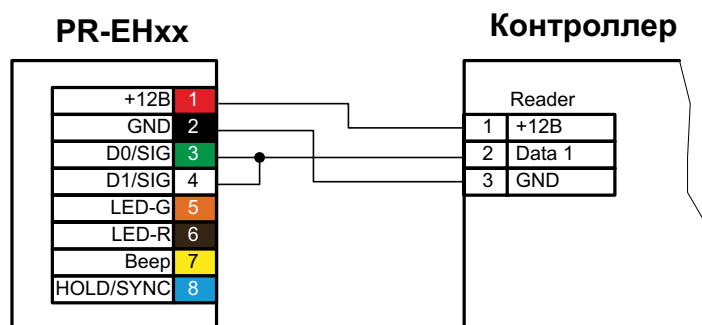 PR-EHxx
Контроллер
+12В 1
GND 2
D0/SIG 3
D1/SIG 4
LED-G 5
LED-R 6
Beep 7
HOLD/SYNC 8
Reader
1 +12В
2 Data 1
3 GND